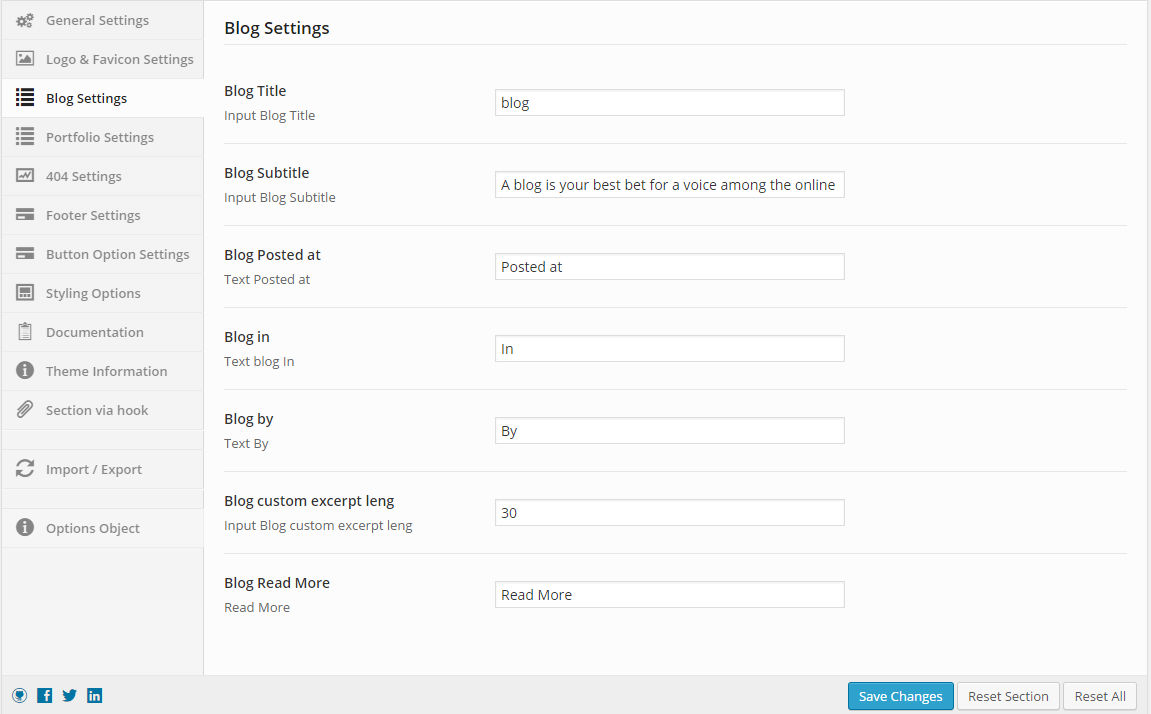 General Settings
Logo & Favicon Settings
Blog Settings
Portfolio Settings
404 Settings
Footer Settings
Button Option Settings
Styling Options
Documentation
Theme Information
Section via hook
Import / Export
Options Object
Blog Settings
Blog Title
Input Blog Title
blog
Blog Subtitle
Input Blog Subtitle
A blog is your best bet for a voice among the online
Blog Posted at
Text Posted at
Posted at
Blog in
Text blog In
In
Blog by
Text By
By
Blog custom excerpt leng
Input Blog custom excerpt leng
30
Blog Read More
Read More
Read More
Save Changes
Reset Section
Reset All